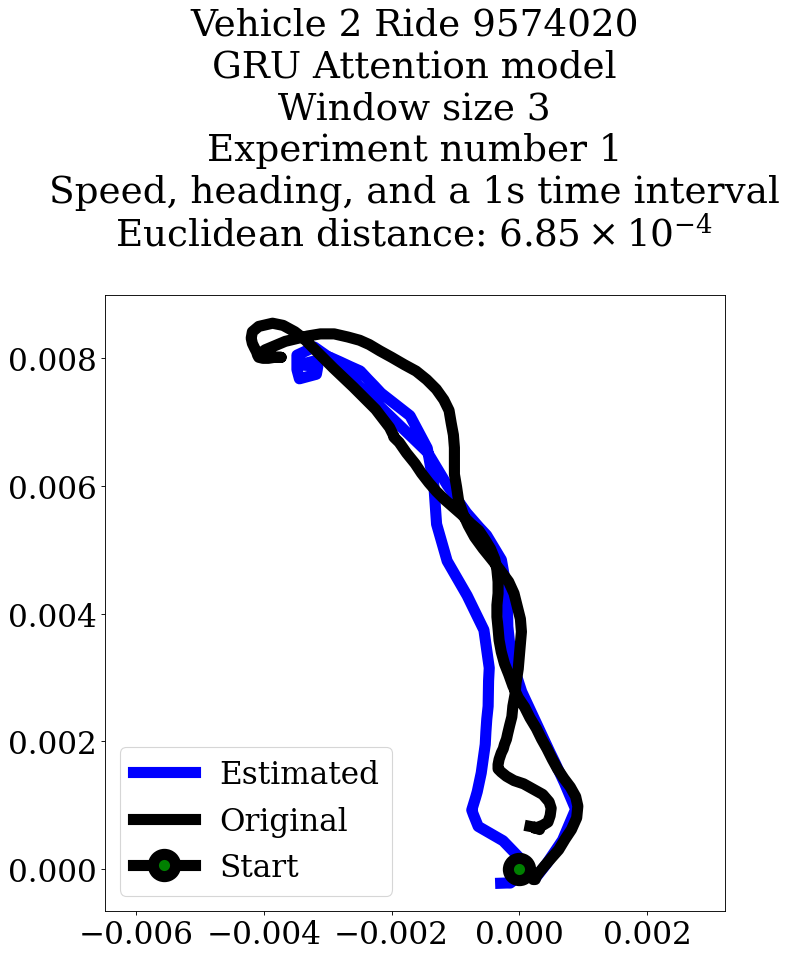 Vehicle 2 Ride 9574020
GRU Attention model
Window size 3
Experiment number 1
Speed, heading, and a 1s time interval
Euclidean distance: 6.85 × 10⁻⁴
0.008
0.006
0.004
0.002
0.000
Estimated
Original
Start
−0.006 −0.004 −0.002 0.000 0.002